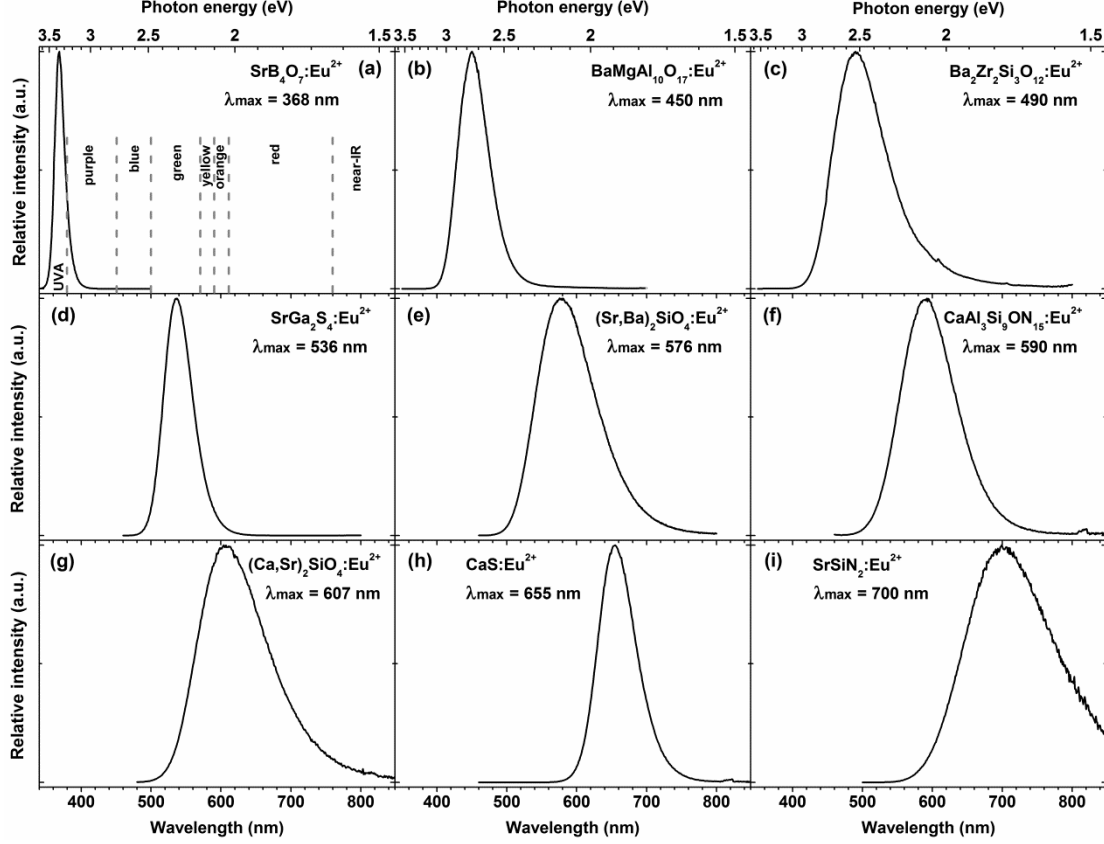 Photon energy (eV) Photon energy (eV) Photon energy (eV)
3.5 3 2.5 2 1.5 3.5 3 2.5 2 1.5 3.5 3 2.5 2 1.5
Relative intensity (a.u.)
SrB₄O₇:Eu²⁺ (a)
λmax = 368 nm
UVA
purple
blue
green
yellow
orange
red
near-IR
(b) BaMgAl₁₀O₁₇:Eu²⁺
λmax = 450 nm
(c) Ba₂Zr₂Si₃O₁₂:Eu²⁺
λmax = 490 nm
Relative intensity (a.u.)
(d) SrGa₂S₄:Eu²⁺
λmax = 536 nm
(e) (Sr,Ba)₂SiO₄:Eu²⁺
λmax = 576 nm
(f) CaAl₃Si₉ON₁₅:Eu²⁺
λmax = 590 nm
Relative intensity (a.u.)
(g) (Ca,Sr)₂SiO₄:Eu²⁺
λmax = 607 nm
(h) CaS:Eu²⁺
λmax = 655 nm
(i) SrSiN₂:Eu²⁺
λmax = 700 nm
400 500 600 700 800 400 500 600 700 800 400 500 600 700 800
Wavelength (nm) Wavelength (nm) Wavelength (nm)